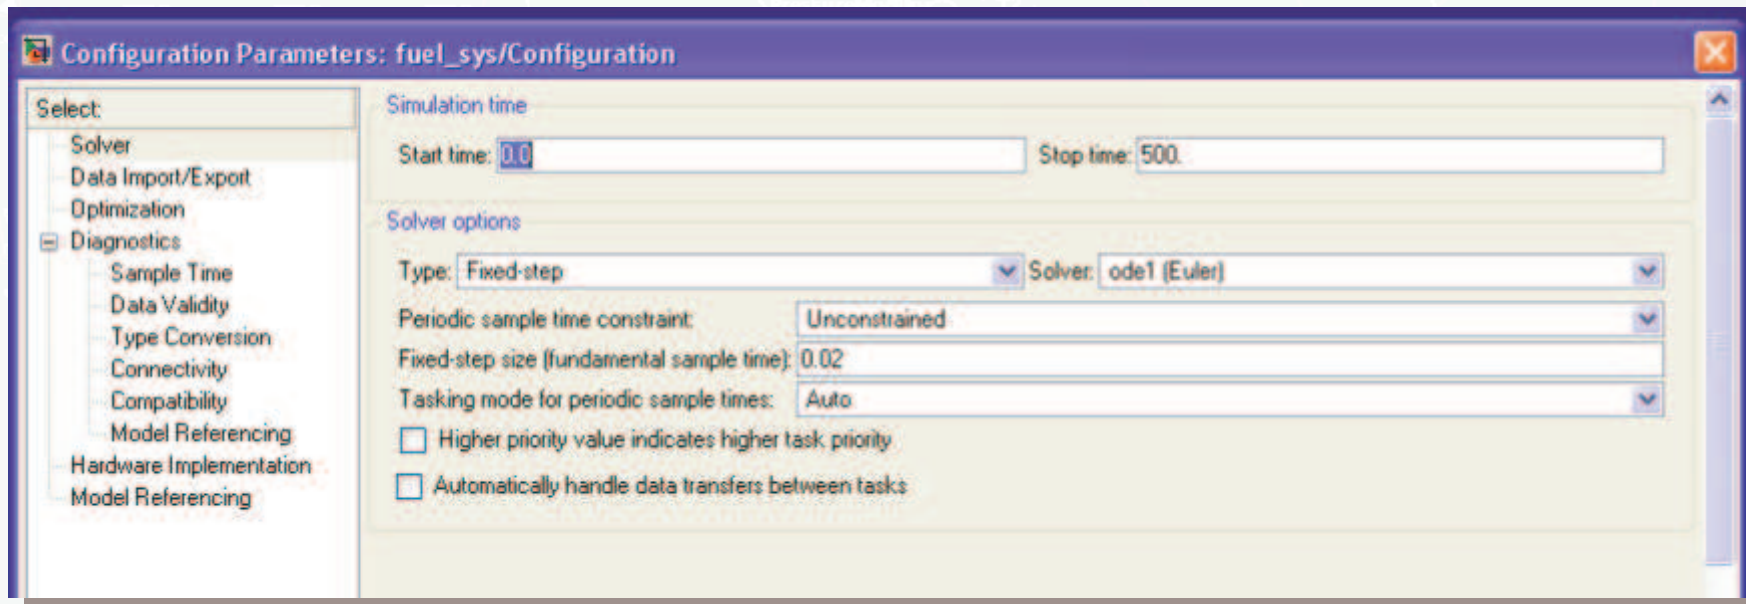 Configuration Parameters: fuel_sys/Configuration
Select:
Solver
Data Import/Export
Optimization
Diagnostics
Sample Time
Data Validity
Type Conversion
Connectivity
Compatibility
Model Referencing
Hardware Implementation
Model Referencing
Simulation time
Start time: 0.0 Stop time: 500.
Solver options
Type: Fixed-step Solver: ode1 (Euler)
Periodic sample time constraint: Unconstrained
Fixed-step size (fundamental sample time): 0.02
Tasking mode for periodic sample times: Auto
Higher priority value indicates higher task priority
Automatically handle data transfers between tasks